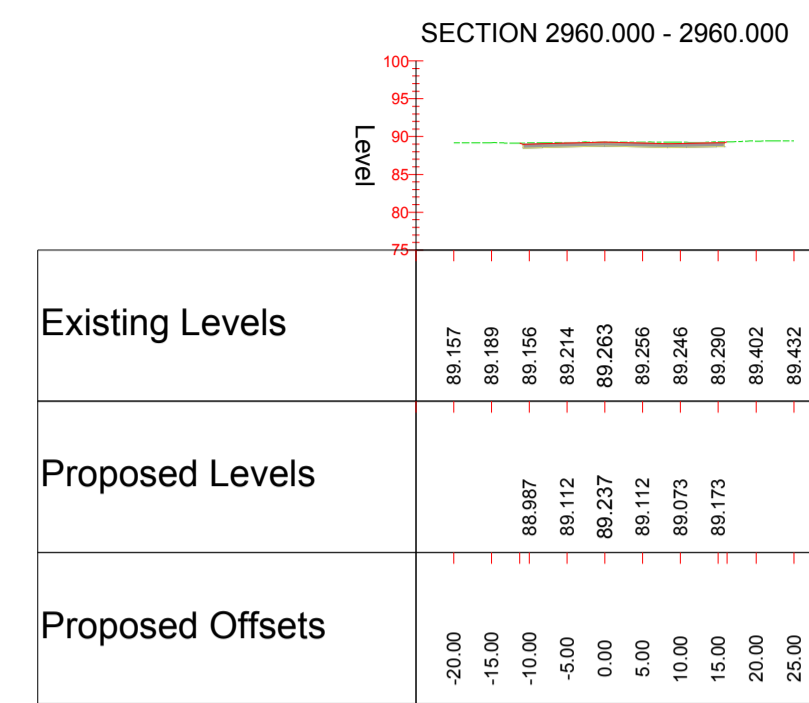 SECTION 2960.000 - 2960.000
100
95
90
85
80
75
Level
Existing Levels
89.157 89.189 89.156 89.214 89.263 89.256 89.246 89.290 89.402 89.432
Proposed Levels
88.987 89.112 89.237 89.112 89.073 89.173
Proposed Offsets
-20.00 -15.00 -10.00 -5.00 0.00 5.00 10.00 15.00 20.00 25.00